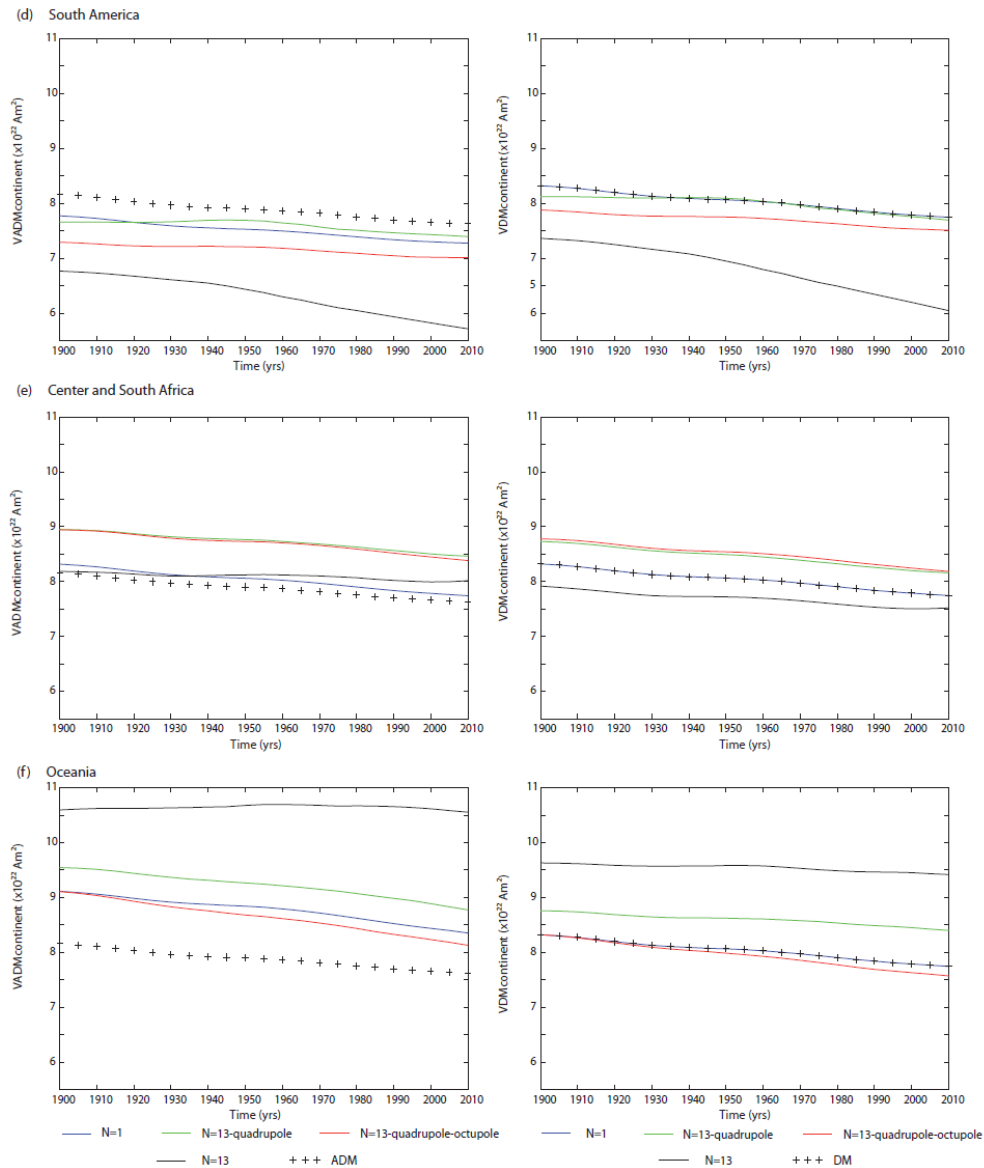 (d) South America
11
10
9
8
7
6
VADMcontinent (x10²² Am²)
1900 1910 1920 1930 1940 1950 1960 1970 1980 1990 2000 2010
Time (yrs)
11
10
9
8
7
5
6
VDMcontinent (x10²² Am²)
1900 1910 1920 1930 1940 1950 1960 1970 1980 1990 2000 2010
Time (yrs)
(e) Center and South Africa
11
10
9
8
7
6
VADMcontinent (x10²² Am²)
1900 1910 1920 1930 1940 1950 1960 1970 1980 1990 2000 2010
Time (yrs)
11
10
9
8
7
6
VDMcontinent (x10²² Am²)
1900 1910 1920 1930 1940 1950 1960 1970 1980 1990 2000 2010
Time (yrs)
(f) Oceania
11
10
9
8
7
6
VADMcontinent (x10²² Am²)
1900 1910 1920 1930 1940 1950 1960 1970 1980 1990 2000 2010
Time (yrs)
11
10
9
8
7
6
VDMcontinent (x10²² Am²)
1900 1910 1920 1930 1940 1950 1960 1970 1980 1990 2000 2010
Time (yrs)
N=1 N=13-quadrupole N=13-quadrupole-octupole
N=13 +++ ADM
N=1 N=13-quadrupole N=13-quadrupole-octupole
N=13 +++ DM